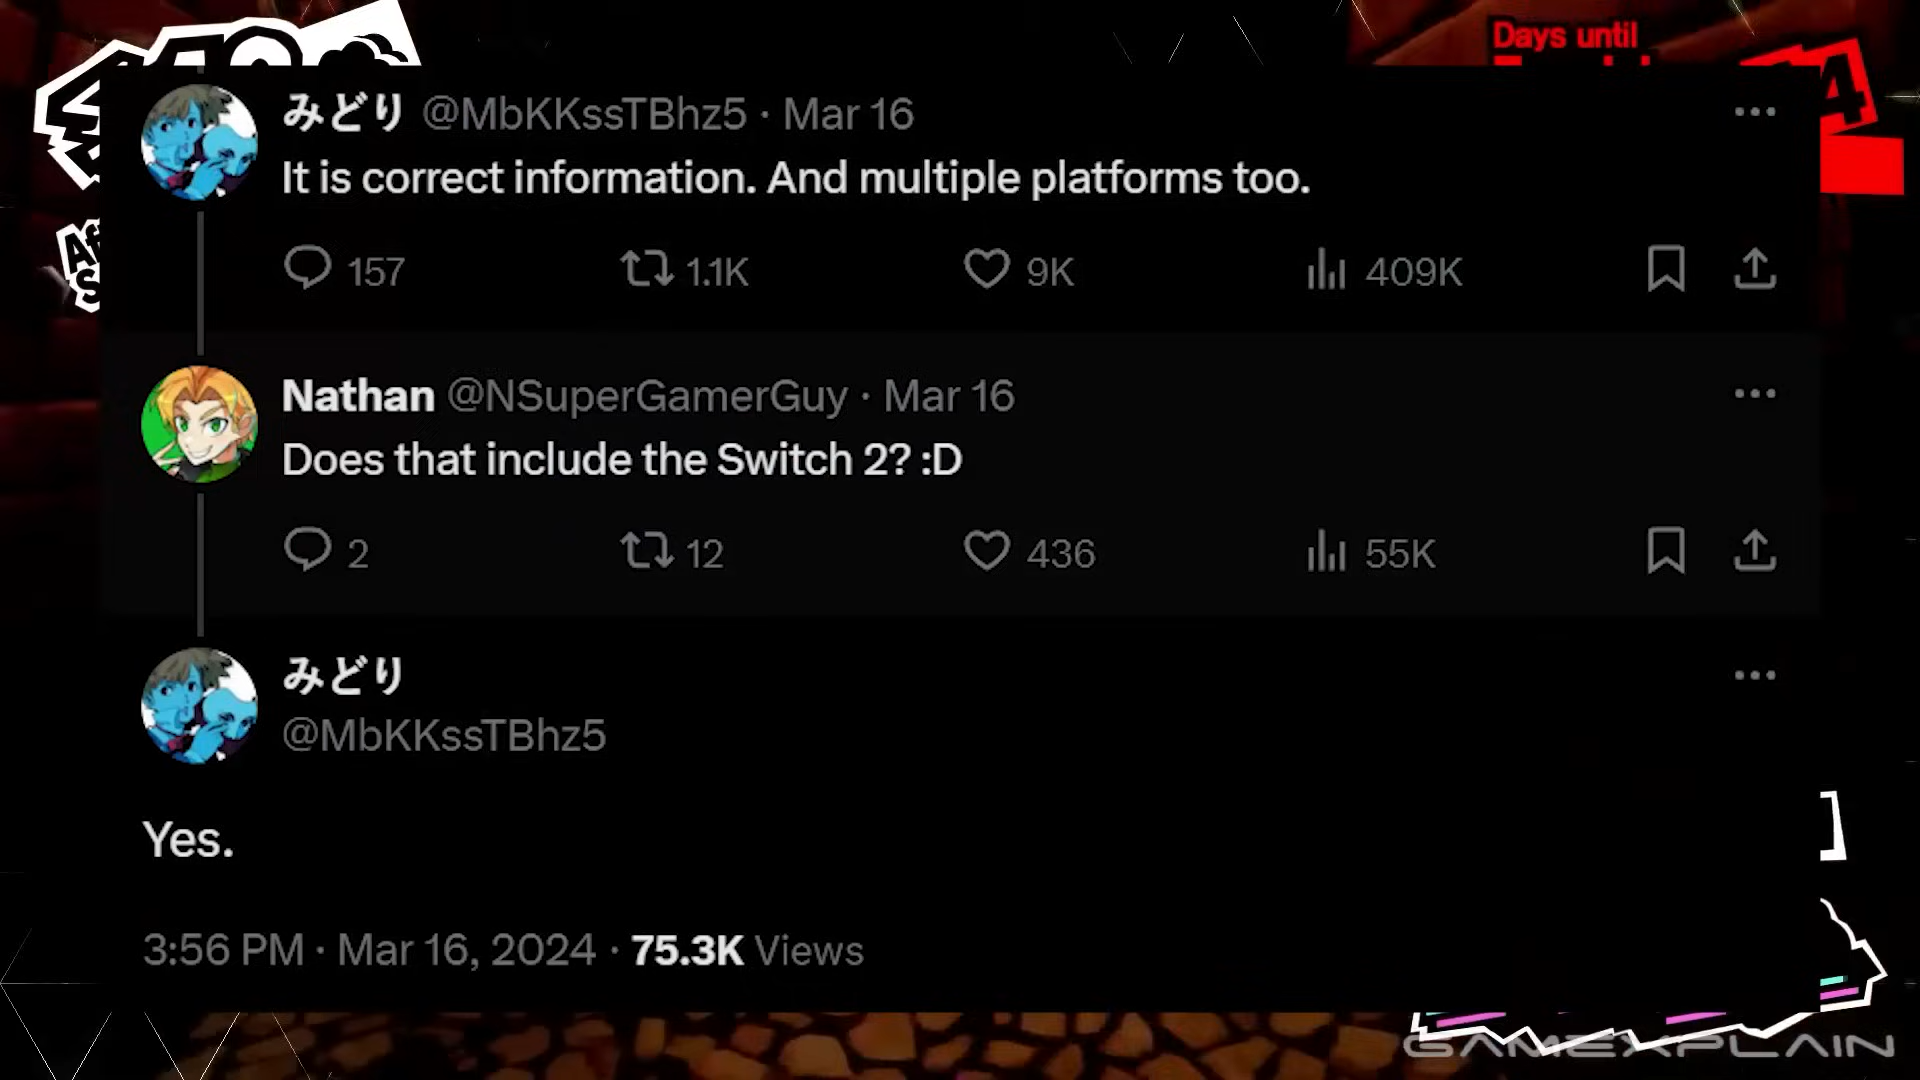 Days until
みどり @MbKKssTBhz5 · Mar 16
It is correct information. And multiple platforms too.
157 1.1K 9K 409K
Nathan @NSuperGamerGuy · Mar 16
Does that include the Switch 2? :D
2 12 436 55K
みどり
@MbKKssTBhz5
Yes.
3:56 PM · Mar 16, 2024 · 75.3K Views
GAMEXPLAIN